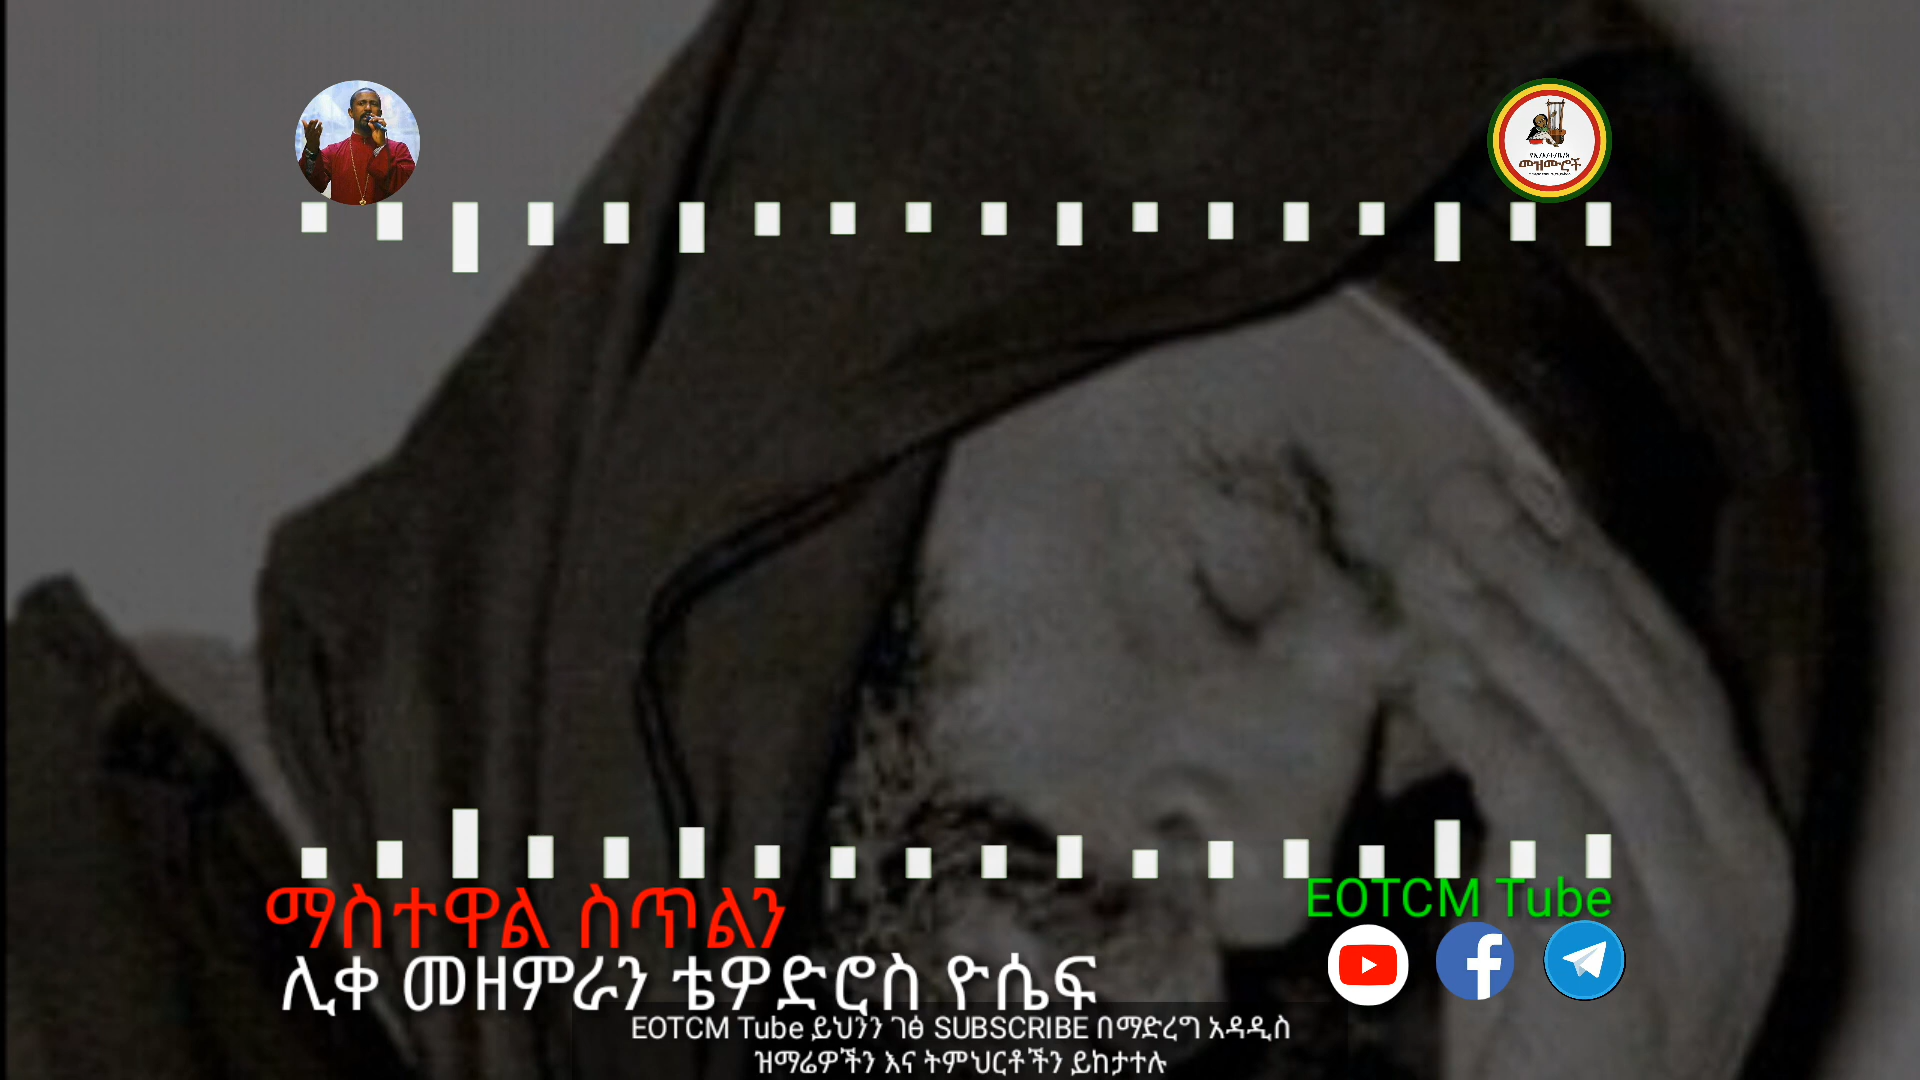 መዝሙሮች
ማስተዋል ስጥልን
EOTCM Tube
ሊቀ መዘምራን ቴዎድሮስ ዮሴፍ
EOTCM Tube ይህንን ገፅ SUBSCRIBE በማድረግ አዳዲስ
ዝማሬዎችን እና ትምህርቶችን ይከታተሉ